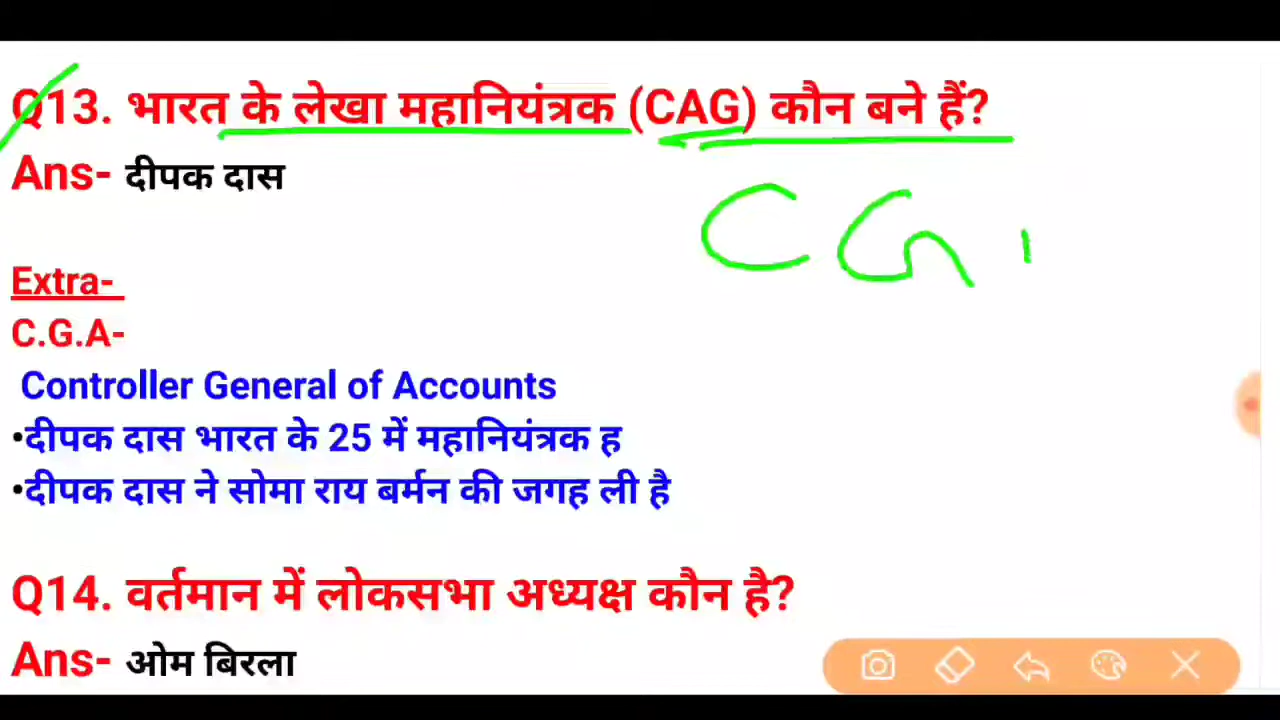 Q13. भारत के लेखा महानियंत्रक (CAG) कौन बने हैं?
Ans- दीपक दास
CG
Extra-
C.G.A-
Controller General of Accounts
•दीपक दास भारत के 25 में महानियंत्रक ह
•दीपक दास ने सोमा राय बर्मन की जगह ली है
Q14. वर्तमान में लोकसभा अध्यक्ष कौन है?
Ans- ओम बिरला